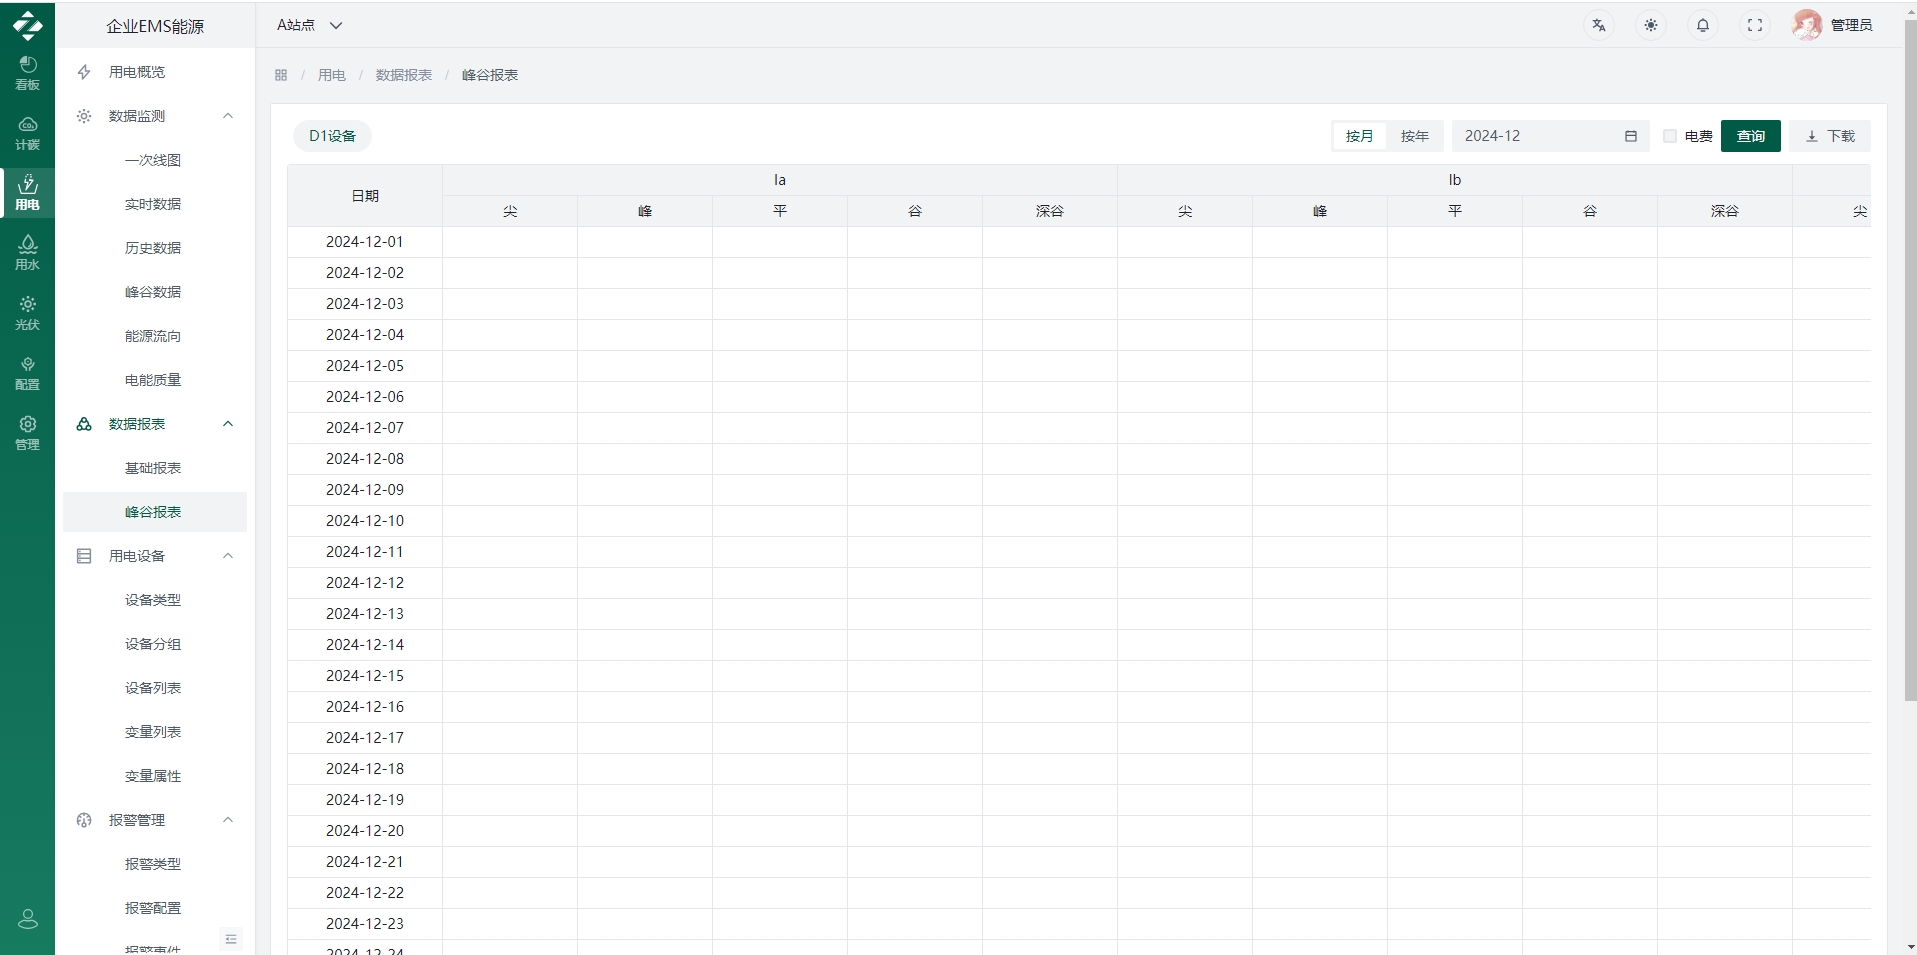 企业EMS能源
A站点
管理员
看板
计碳
用电
用水
光伏
配置
管理
用电概览
数据监测
一次线图
实时数据
历史数据
峰谷数据
能源流向
电能质量
数据报表
基础报表
峰谷报表
用电设备
设备类型
设备分组
设备列表
变量列表
变量属性
报警管理
报警类型
报警配置
报警事件
/ 用电 / 数据报表 / 峰谷报表
D1设备
按月 按年 2024-12 电费 查询 下载
日期 Ia Ib
尖 峰 平 谷 深谷 尖 峰 平 谷 深谷 尖
2024-12-01
2024-12-02
2024-12-03
2024-12-04
2024-12-05
2024-12-06
2024-12-07
2024-12-08
2024-12-09
2024-12-10
2024-12-11
2024-12-12
2024-12-13
2024-12-14
2024-12-15
2024-12-16
2024-12-17
2024-12-18
2024-12-19
2024-12-20
2024-12-21
2024-12-22
2024-12-23
2024-12-24